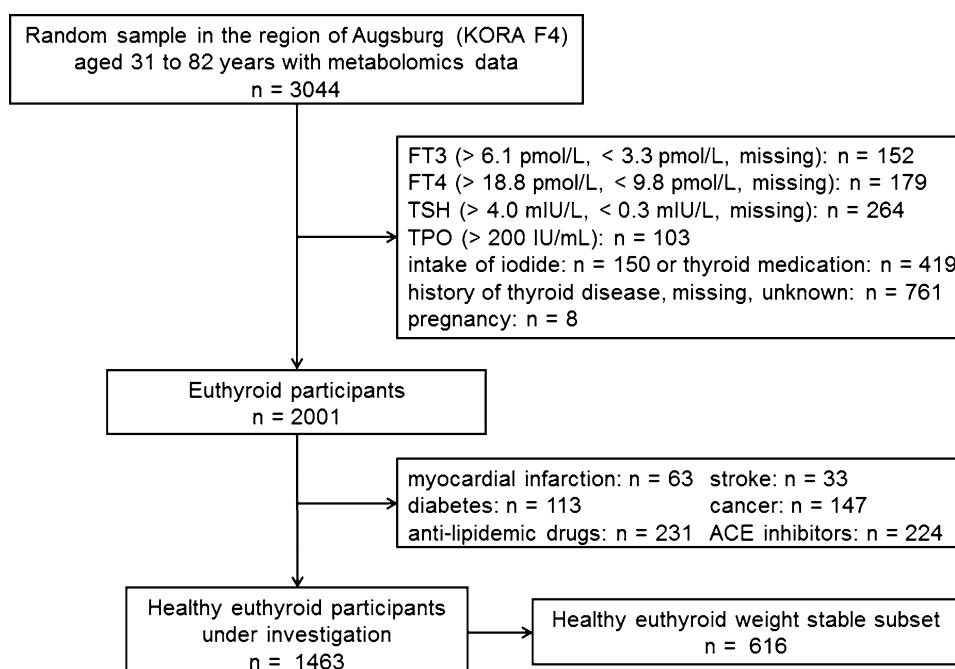 Random sample in the region of Augsburg (KORA F4)
aged 31 to 82 years with metabolomics data
n = 3044
FT3 (> 6.1 pmol/L, < 3.3 pmol/L, missing): n = 152
FT4 (> 18.8 pmol/L, < 9.8 pmol/L, missing): n = 179
TSH (> 4.0 mIU/L, < 0.3 mIU/L, missing): n = 264
TPO (> 200 IU/mL): n = 103
intake of iodide: n = 150 or thyroid medication: n = 419
history of thyroid disease, missing, unknown: n = 761
pregnancy: n = 8
Euthyroid participants
n = 2001
myocardial infarction: n = 63 stroke: n = 33
diabetes: n = 113 cancer: n = 147
anti-lipidemic drugs: n = 231 ACE inhibitors: n = 224
Healthy euthyroid participants
under investigation
n = 1463
Healthy euthyroid weight stable subset
n = 616